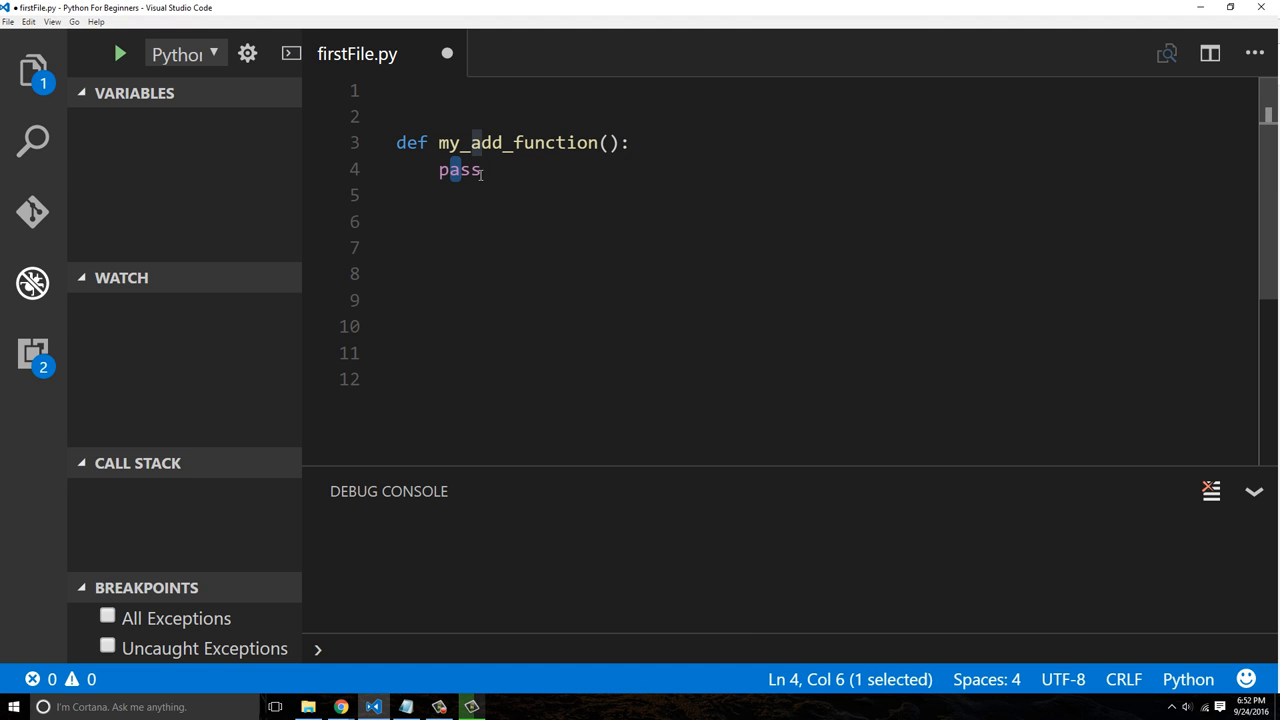 • firstFile.py - Python For Beginners - Visual Studio Code
File Edit View Go Help
Pytho
firstFile.py
1
VARIABLES
WATCH
2
CALL STACK
BREAKPOINTS
All Exceptions
Uncaught Exceptions
1
2
3 def my_add_function():
4 pass
5
6
7
8
9
10
11
12
DEBUG CONSOLE
0 0
Ln 4, Col 6 (1 selected) Spaces: 4 UTF-8 CRLF Python
I'm Cortana. Ask me anything.
6:52 PM
9/24/2016